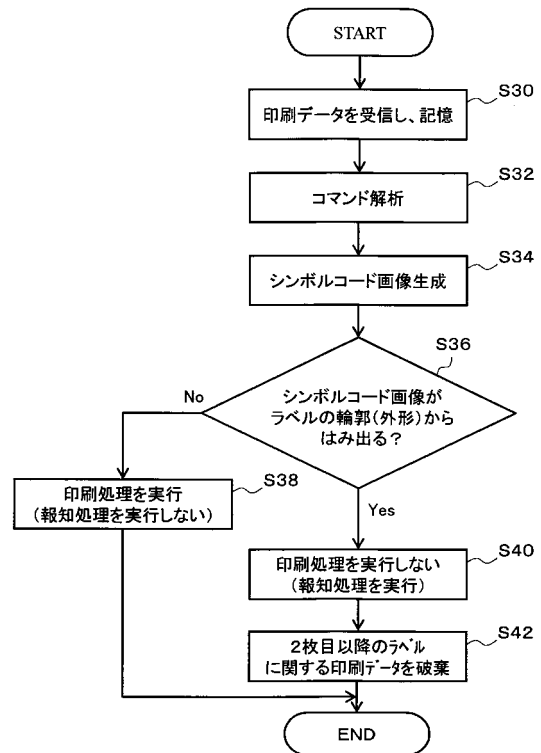 START
S30
印刷データを受信し、記憶
S32
コマンド解析
S34
シンボルコード画像生成
S36
シンボルコード画像が
ラベルの輪郭(外形)から
はみ出る?
No
Yes
S38
印刷処理を実行
(報知処理を実行しない)
S40
印刷処理を実行しない
(報知処理を実行)
S42
2枚目以降のラベル
に関する印刷データを破棄
END